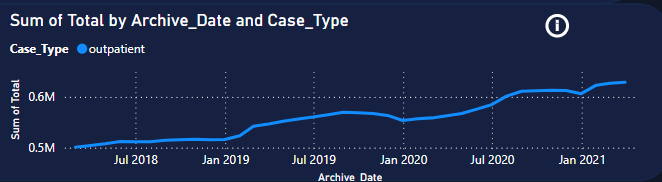 Sum of Total by Archive_Date and Case_Type
i
Case_Type outpatient
Sum of Total
0.6M
0.5M
Jul 2018 Jan 2019 Jul 2019 Jan 2020 Jul 2020 Jan 2021
Archive_Date